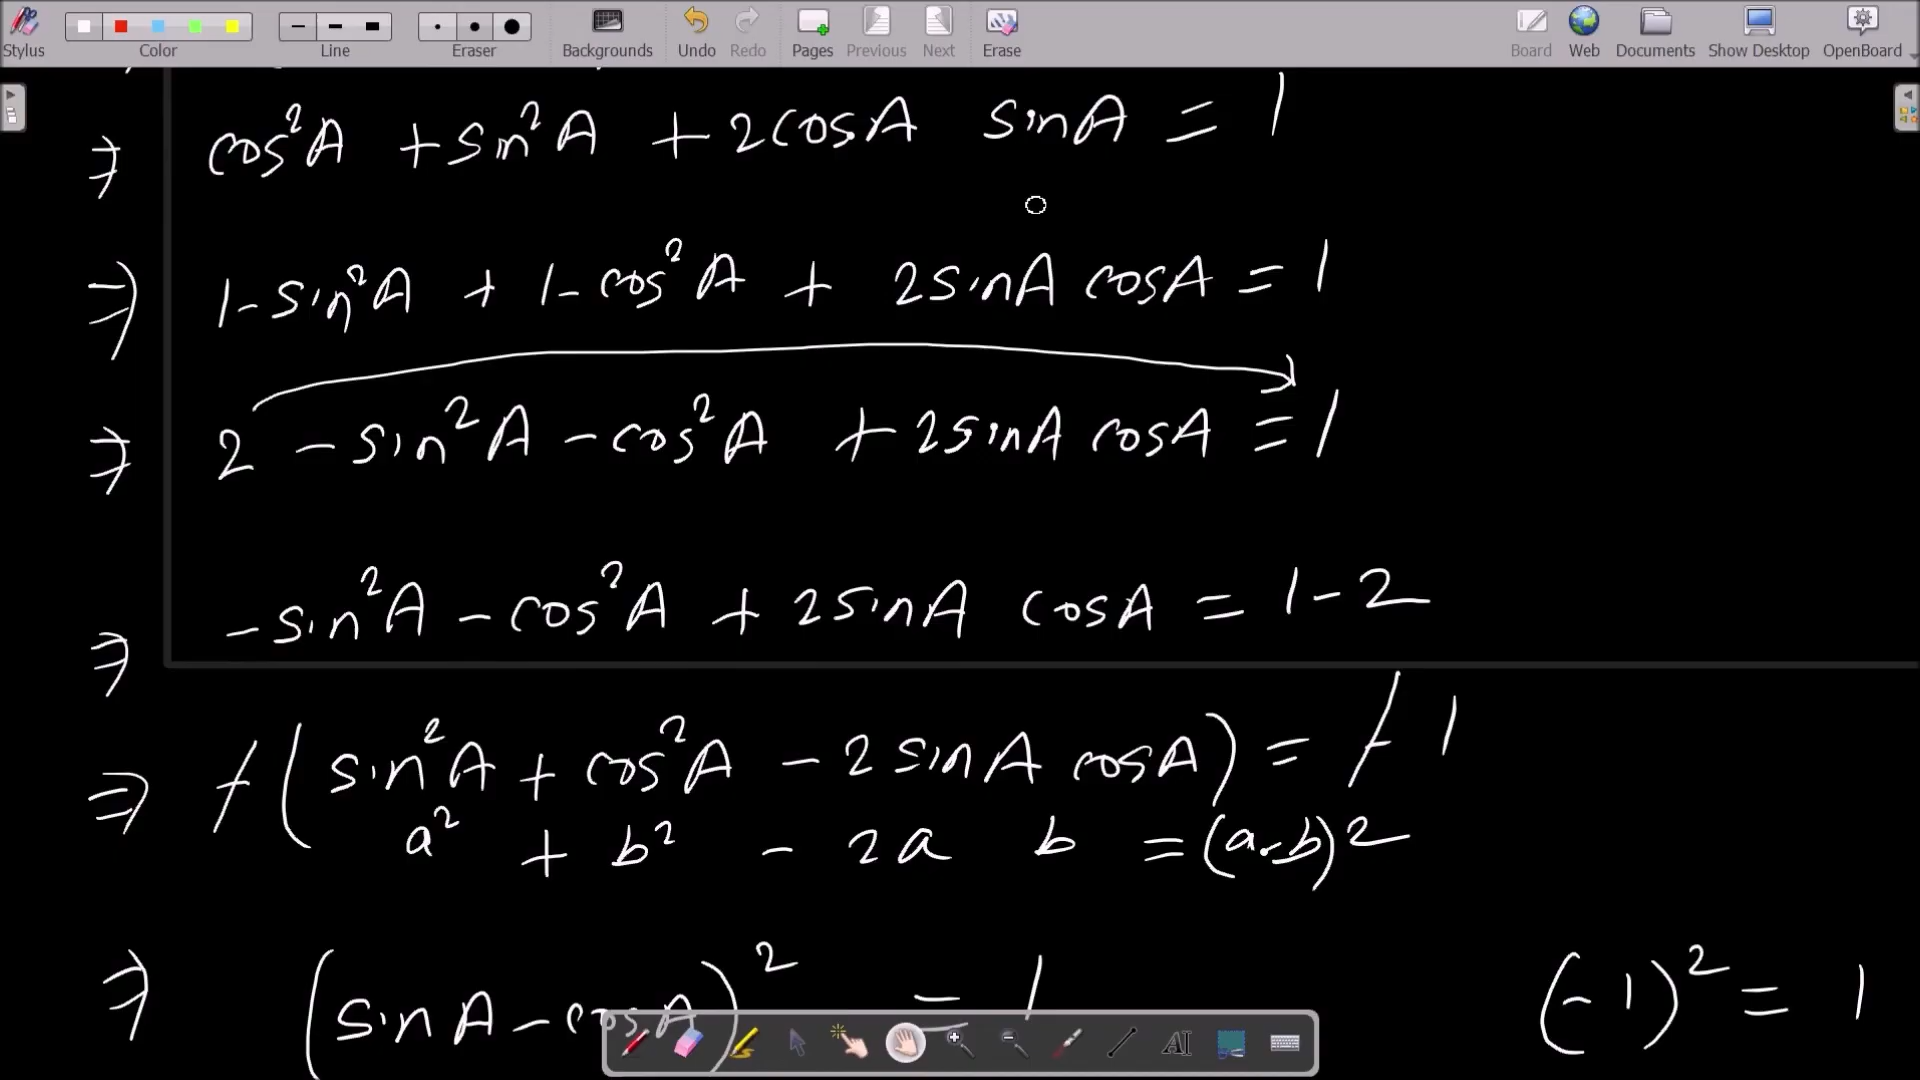 Stylus Color Line Eraser Backgrounds Undo Redo Pages Previous Next Erase Board Web Documents Show Desktop OpenBoard
⇒ cos²A + sin²A + 2cosA sinA = 1
⇒ 1 - sin²A + 1 - cos²A + 2sinA cosA = 1
⇒ 2 - sin²A - cos²A + 2sinA cosA = 1
⇒ - sin²A - cos²A + 2sinA cosA = 1 - 2
⇒ - (sin²A + cos²A - 2sinA cosA) = - 1
a² + b² - 2a b = (a-b)²
⇒ (sinA - cosA)² = 1 (-1)² = 1
AI